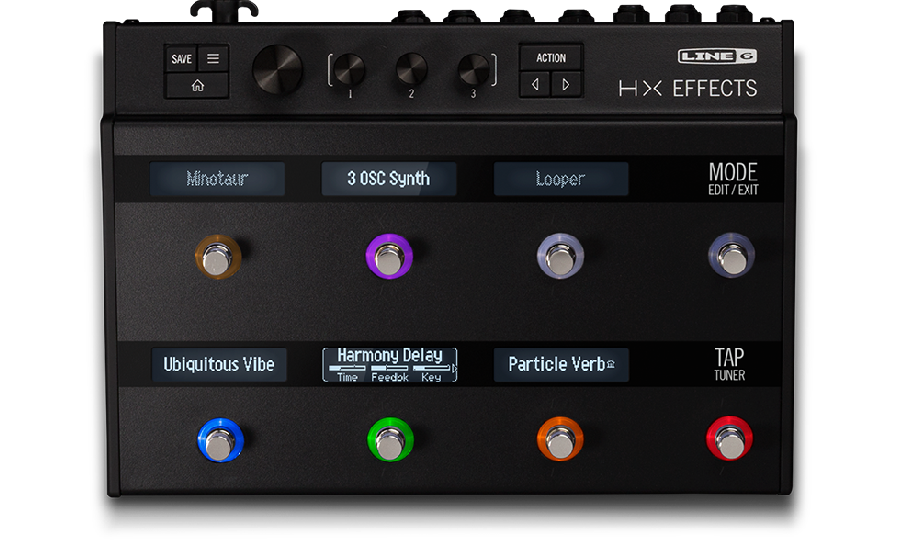 SAVE
ACTION
LINE 6
1
2
3
HX EFFECTS
Minotaur
3 OSC Synth
Looper
MODE
EDIT / EXIT
Ubiquitous Vibe
Harmony Delay
Time Feedbk Key
Particle Verb
TAP
TUNER